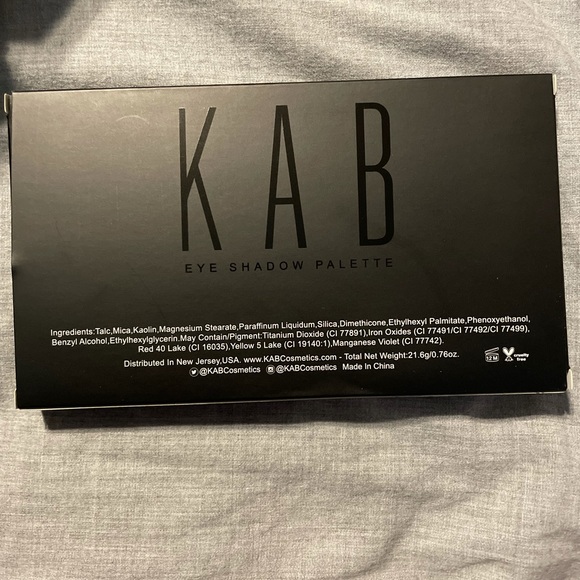 KAB
EYE SHADOW PALETTE
Ingredients:Talc,Mica,Kaolin,Magnesium Stearate,Paraffinum Liquidum,Silica,Dimethicone,Ethylhexyl Palmitate,Phenoxyethanol,
Benzyl Alcohol,Ethylhexylglycerin.May Contain/Pigment:Titanium Dioxide (CI 77891),Iron Oxides (CI 77491/CI 77492/CI 77499),
Red 40 Lake (CI 16035),Yellow 5 Lake (CI 19140:1),Manganese Violet (CI 77742).
Distributed In New Jersey,USA. www.KABCosmetics.com - Total Net Weight:21.6g/0.76oz.
@KABCosmetics @KABCosmetics Made In China
12M
cruelty
free